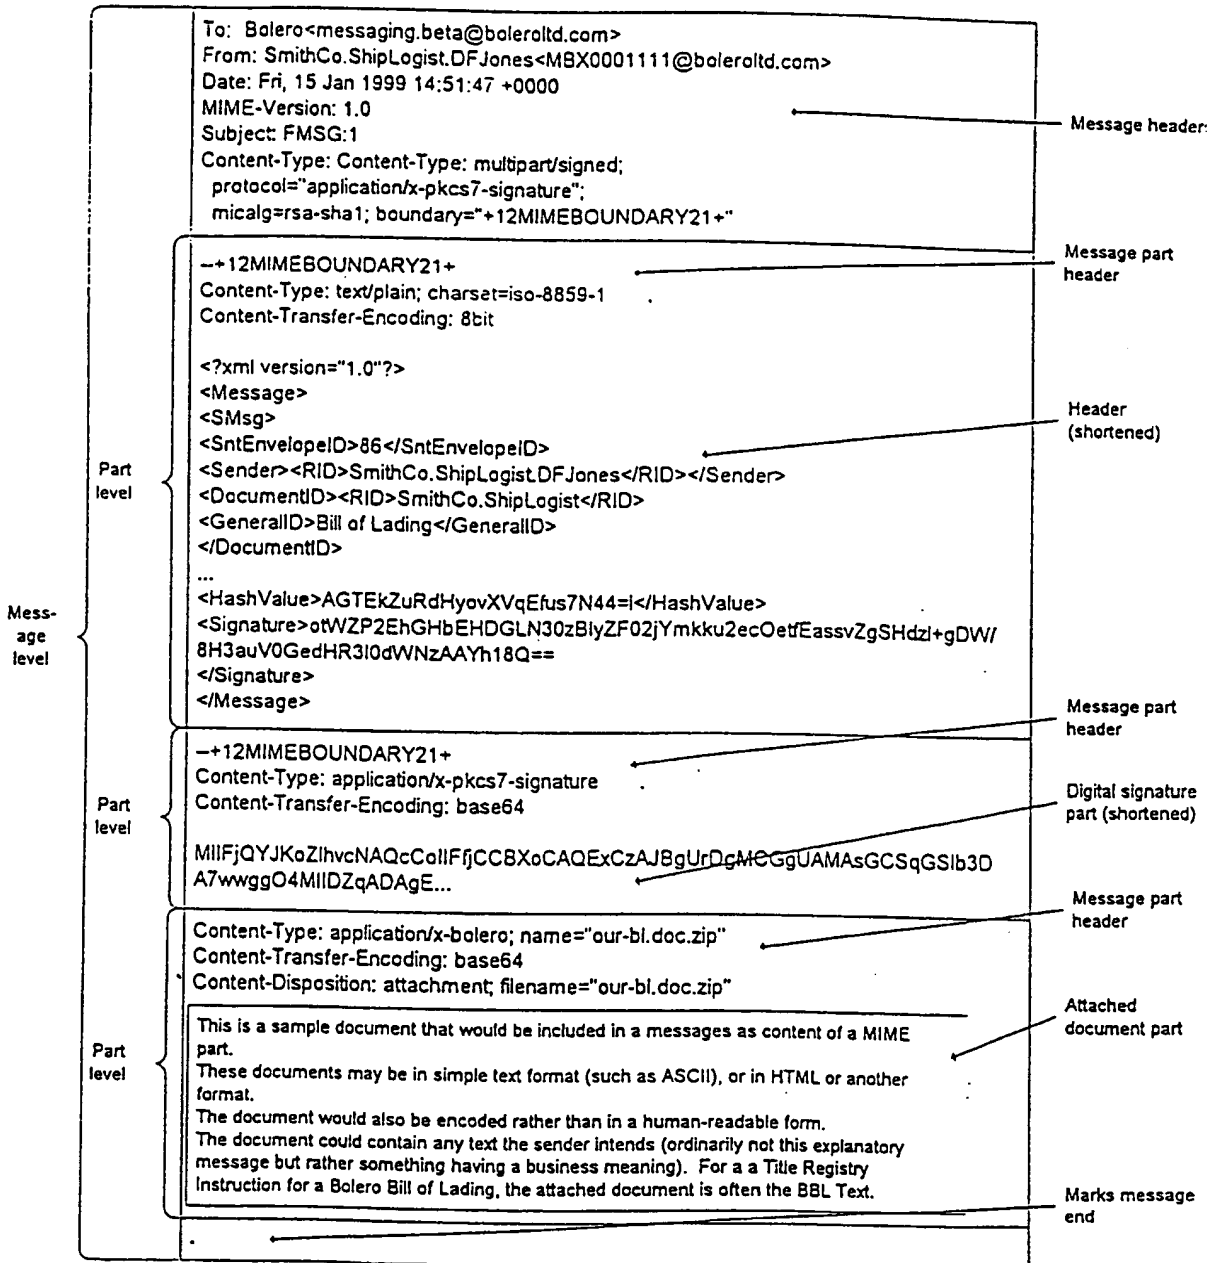 To: Bolero<messaging.beta@boleroltd.com>
From: SmithCo.ShipLogist.DFJones<MBX0001111@boleroltd.com>
Date: Fri, 15 Jan 1999 14:51:47 +0000
MIME-Version: 1.0
Subject: FMSG:1
Content-Type: Content-Type: multipart/signed;
protocol="application/x-pkcs7-signature";
micalg=rsa-sha1; boundary="+12MIMEBOUNDARY21+"
Message header:
--+12MIMEBOUNDARY21+
Content-Type: text/plain; charset=iso-8859-1
Content-Transfer-Encoding: 8bit
Message part
header
<?xml version="1.0"?>
<Message>
<SMsg>
<SntEnvelopeID>86</SntEnvelopeID>
<Sender><RID>SmithCo.ShipLogist.DFJones</RID></Sender>
<DocumentID><RID>SmithCo.ShipLogist</RID>
<GeneralID>Bill of Lading</GeneralID>
</DocumentID>
...
<HashValue>AGTEkZuRdHyovXVqEfus7N44=i</HashValue>
<Signature>otWZP2EhGHbEHDGLN30zBIyZF02jYmkku2ecOetfEassvZgSHdzI+gDW/
8H3auV0GedHR3I0dWNzAAYh18Q==
</Signature>
</Message>
Header
(shortened)
Part
level
Mess-
age
level
--+12MIMEBOUNDARY21+
Content-Type: application/x-pkcs7-signature
Content-Transfer-Encoding: base64
Message part
header
Part
level
MIIFjQYJKoZIhvcNAQcCoIIFfjCCBXoCAQExCzAJBgUrDgMCGgUAMAsGCSqGSIb3D
A7wwggO4MIIDZqADAgE...
Digital signature
part (shortened)
Content-Type: application/x-bolero; name="our-bl.doc.zip"
Content-Transfer-Encoding: base64
Content-Disposition: attachment; filename="our-bl.doc.zip"
Message part
header
This is a sample document that would be included in a messages as content of a MIME
part.
These documents may be in simple text format (such as ASCII), or in HTML or another
format.
The document would also be encoded rather than in a human-readable form.
The document could contain any text the sender intends (ordinarily not this explanatory
message but rather something having a business meaning). For a a Title Registry
Instruction for a Bolero Bill of Lading, the attached document is often the BBL Text.
Attached
document part
Part
level
.
Marks message
end